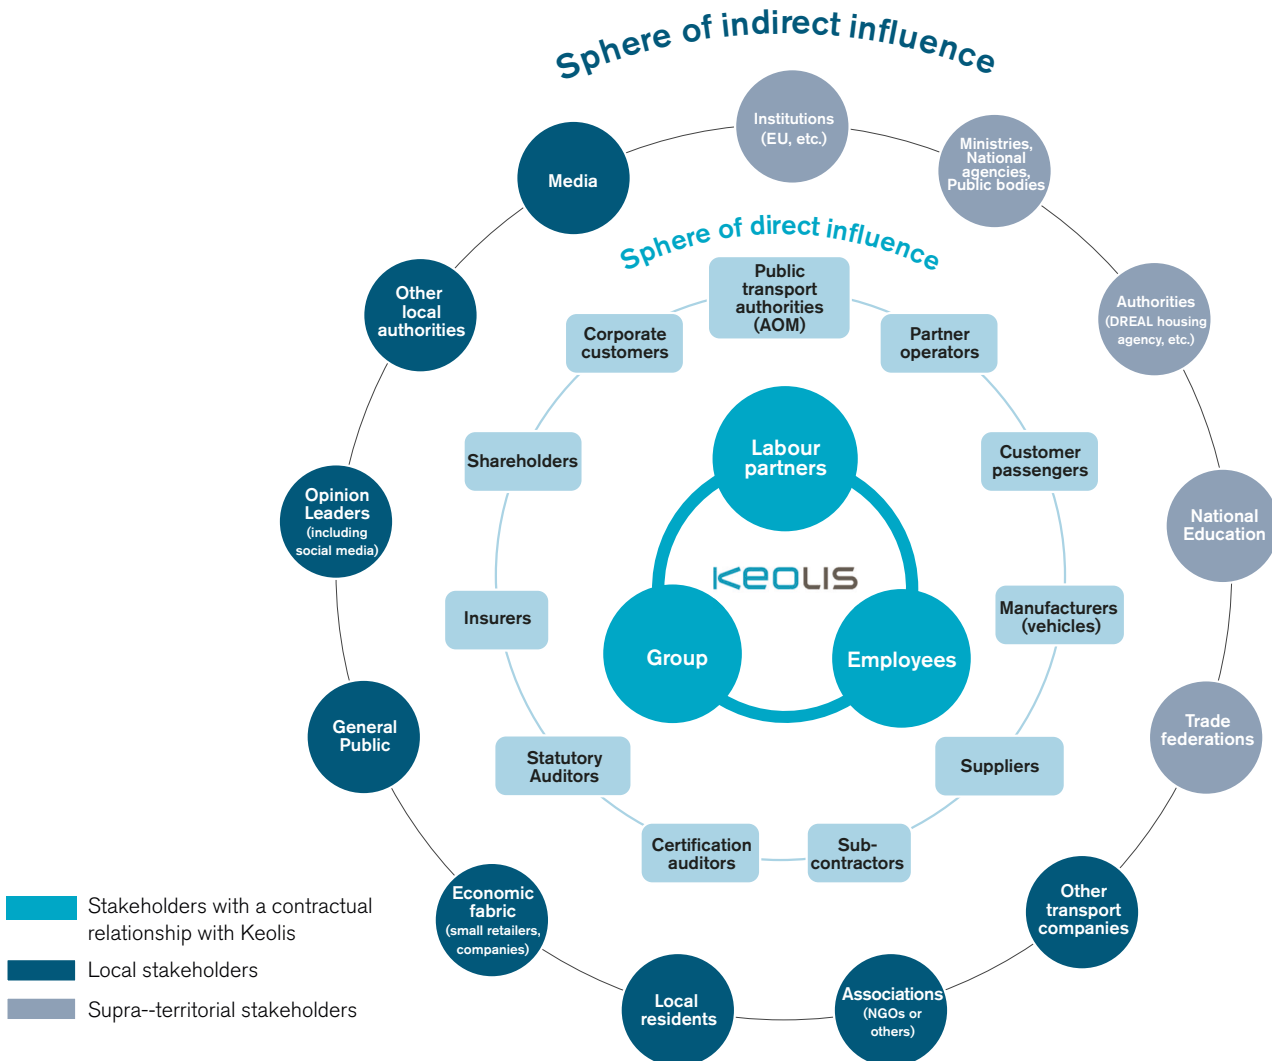 Sphere of indirect influence
Institutions
(EU, etc.)
Ministries,
National
agencies,
Public bodies
Media
Sphere of direct influence
Public
transport
authorities
(AOM)
Other
local
authorities
Authorities
(DREAL housing
agency, etc.)
Corporate
customers
Partner
operators
Labour
partners
Shareholders
Customer
passengers
Opinion
Leaders
(including
social media)
National
Education
KEOLIS
Insurers
Manufacturers
(vehicles)
Group
Employees
General
Public
Trade
federations
Statutory
Auditors
Suppliers
Certification
auditors
Sub-
contractors
Economic
fabric
(small retailers,
companies)
Other
transport
companies
Local
residents
Associations
(NGOs or
others)
Stakeholders with a contractual
relationship with Keolis
Local stakeholders
Supra--territorial stakeholders